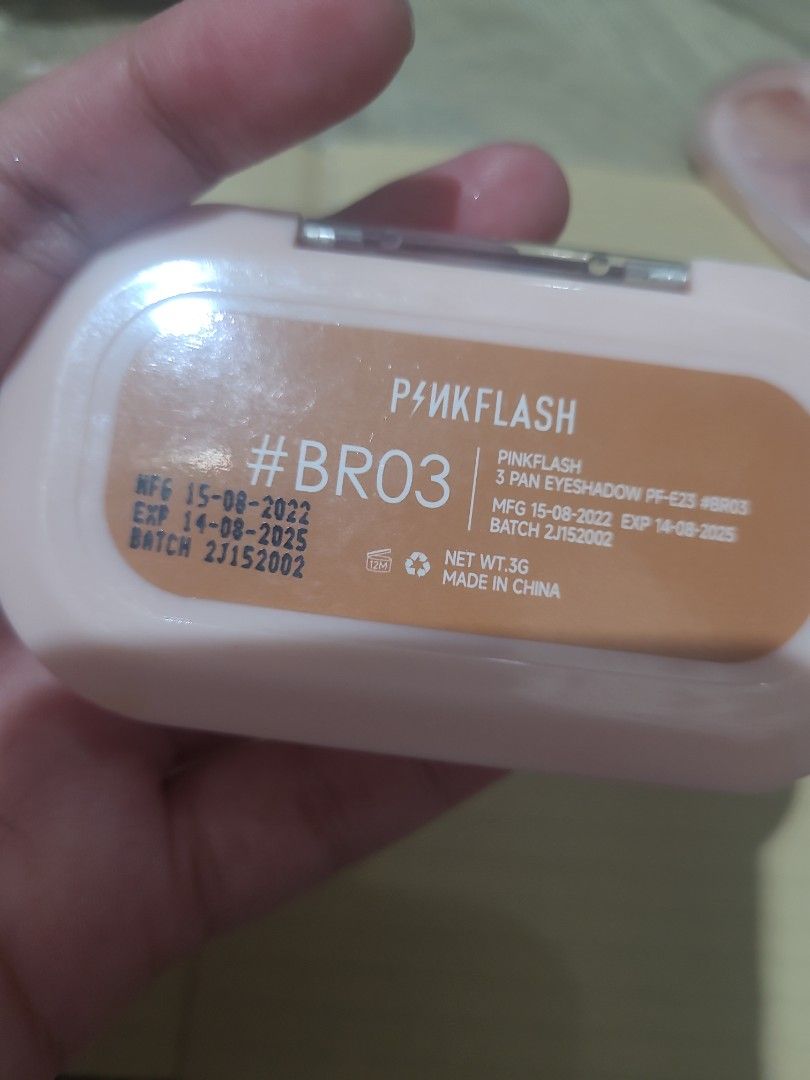 PINKFLASH
#BR03
PINKFLASH
3 PAN EYESHADOW PF-E23 #BR03
MFG 15-08-2022 EXP 14-08-2025
BATCH 2J152002
MFG 15-08-2022
EXP 14-08-2025
BATCH 2J152002
12M
NET WT.3G
MADE IN CHINA